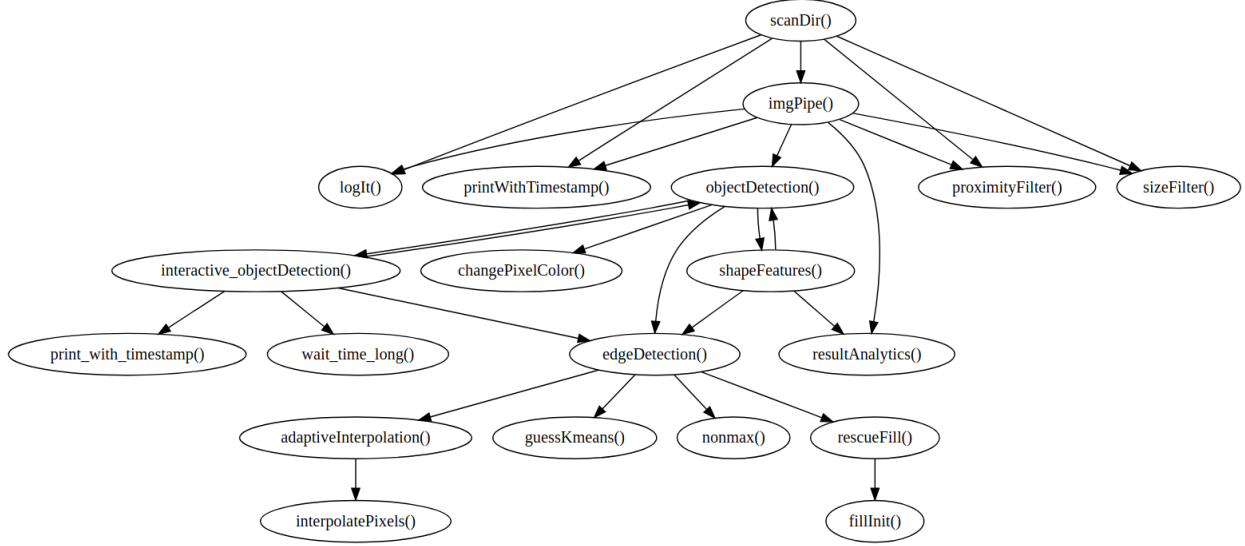 scanDir()
imgPipe()
logIt()
printWithTimestamp()
objectDetection()
proximityFilter()
sizeFilter()
interactive_objectDetection()
changePixelColor()
shapeFeatures()
print_with_timestamp()
wait_time_long()
edgeDetection()
resultAnalytics()
adaptiveInterpolation()
guessKmeans()
nonmax()
rescueFill()
interpolatePixels()
fillInit()